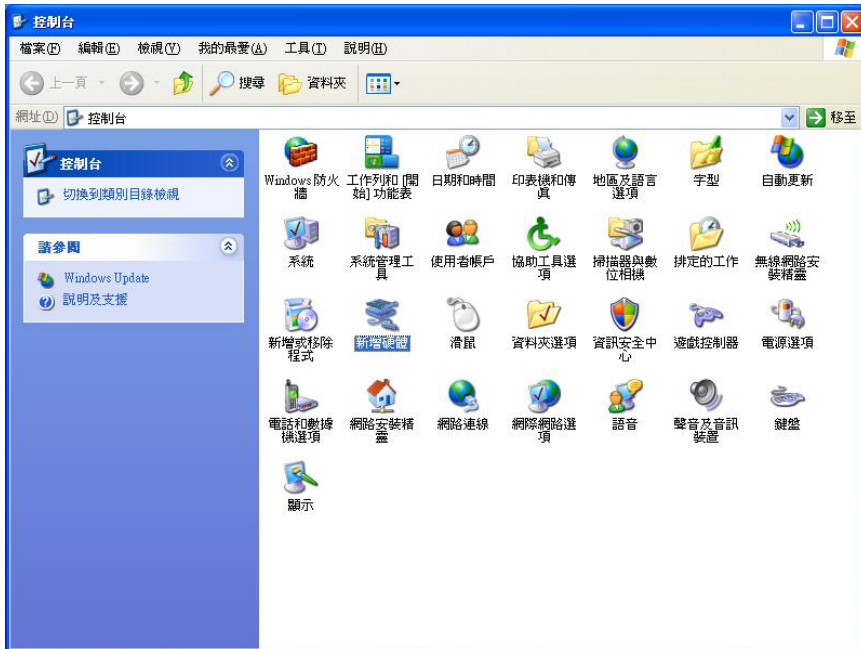 控制台
檔案(F) 編輯(E) 檢視(V) 我的最愛(A) 工具(T) 說明(H)
上一頁 搜尋 資料夾
網址(D) 控制台 移至
控制台
切換到類別目錄檢視
請參閱
Windows Update
說明及支援
Windows 防火牆
工作列和 [開始] 功能表
日期和時間
印表機和傳真
地區及語言選項
字型
自動更新
系統
系統管理工具
使用者帳戶
協助工具選項
掃描器與數位相機
排定的工作
無線網路安裝精靈
新增或移除程式
新增硬體
滑鼠
資料夾選項
資訊安全中心
遊戲控制器
電源選項
電話和數據機選項
網路安裝精靈
網路連線
網際網路選項
語音
聲音及音訊裝置
鍵盤
顯示